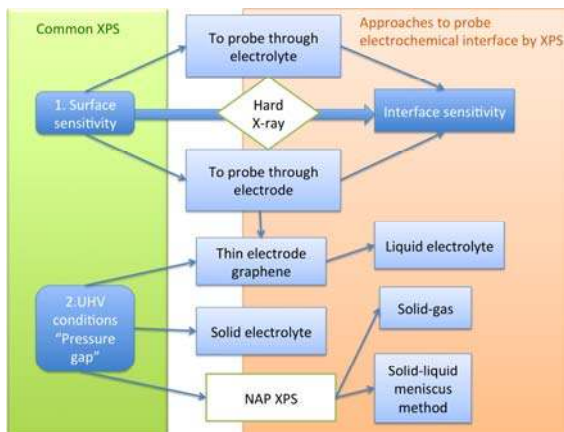 Common XPS
Approaches to probe
electrochemical interface by XPS
To probe through
electrolyte
1. Surface
sensitivity
Hard
X-ray
Interface sensitivity
To probe through
electrode
Thin electrode
graphene
Liquid electrolyte
2.UHV
conditions
“Pressure
gap”
Solid electrolyte
Solid-gas
NAP XPS
Solid-liquid
meniscus
method